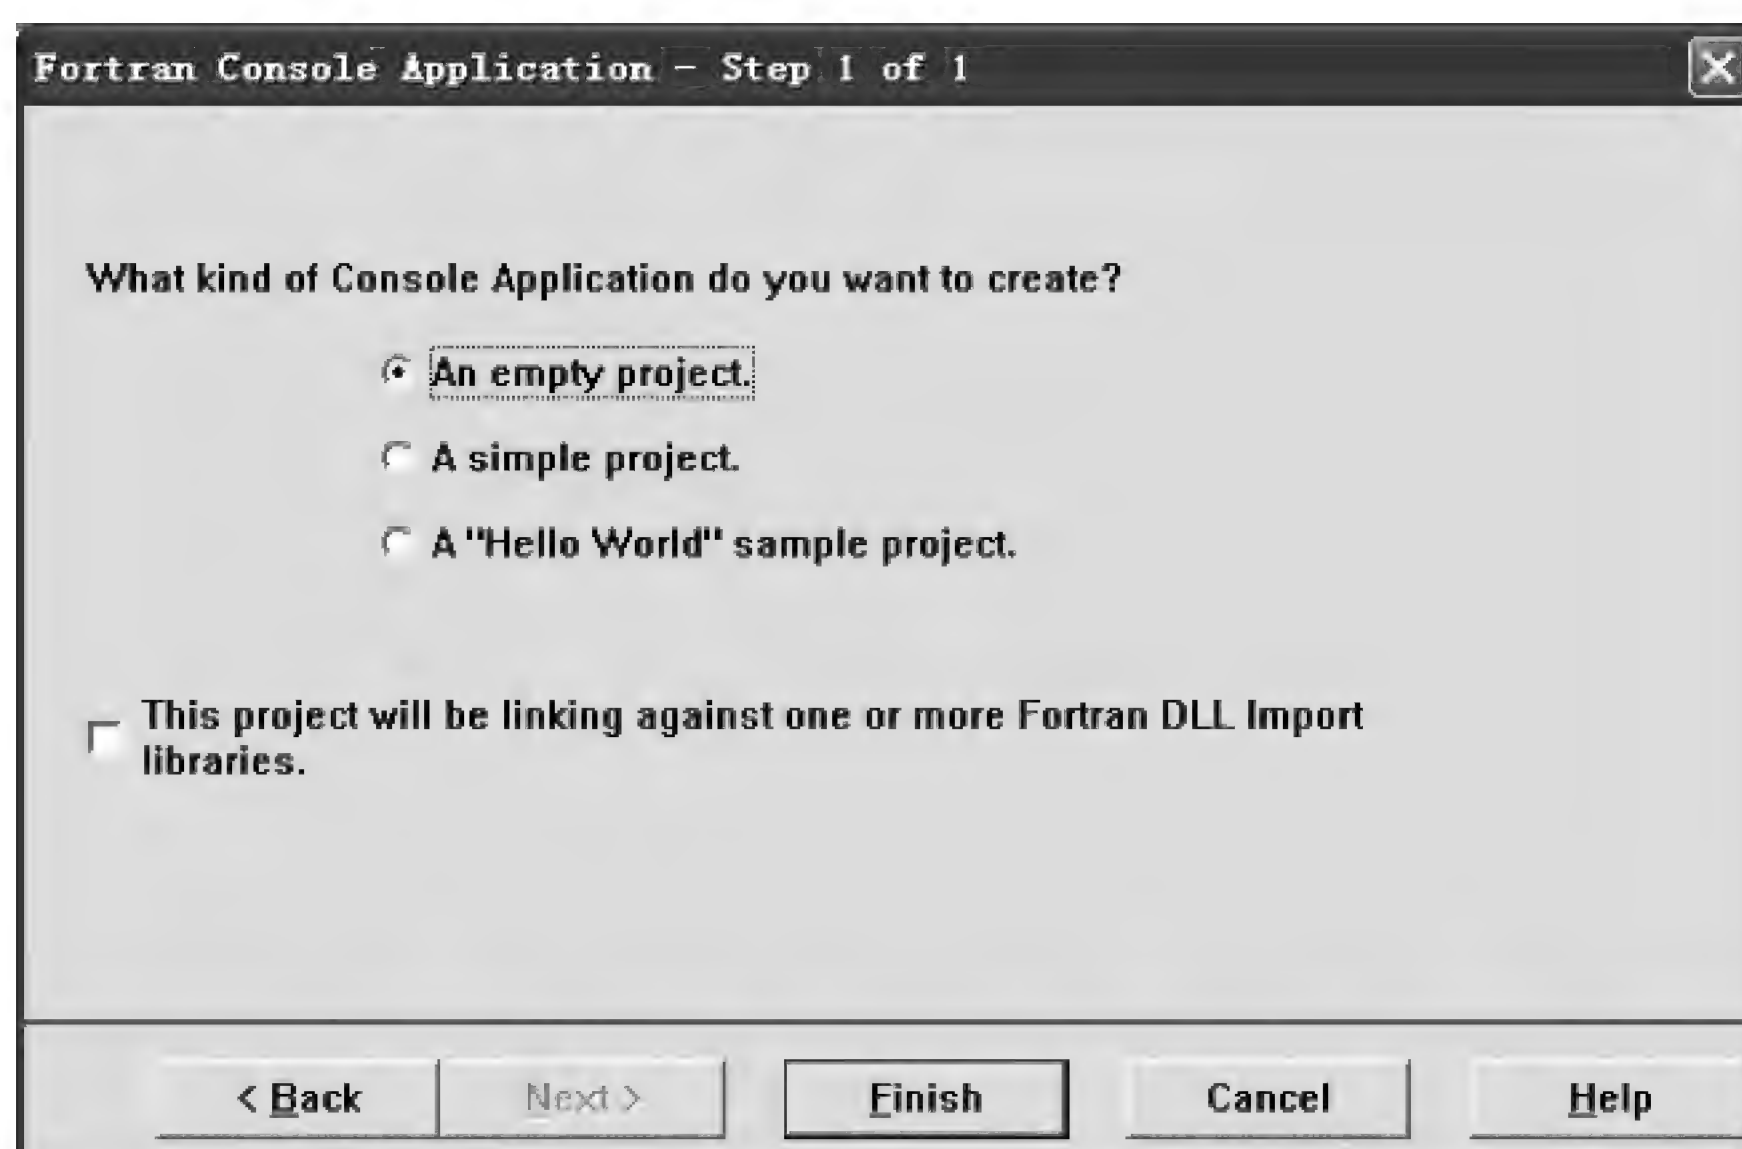 Fortran Console Application - Step 1 of 1
What kind of Console Application do you want to create?
An empty project.
A simple project.
A "Hello World" sample project.
This project will be linking against one or more Fortran DLL Import
libraries.
< Back
Next >
Finish
Cancel
Help